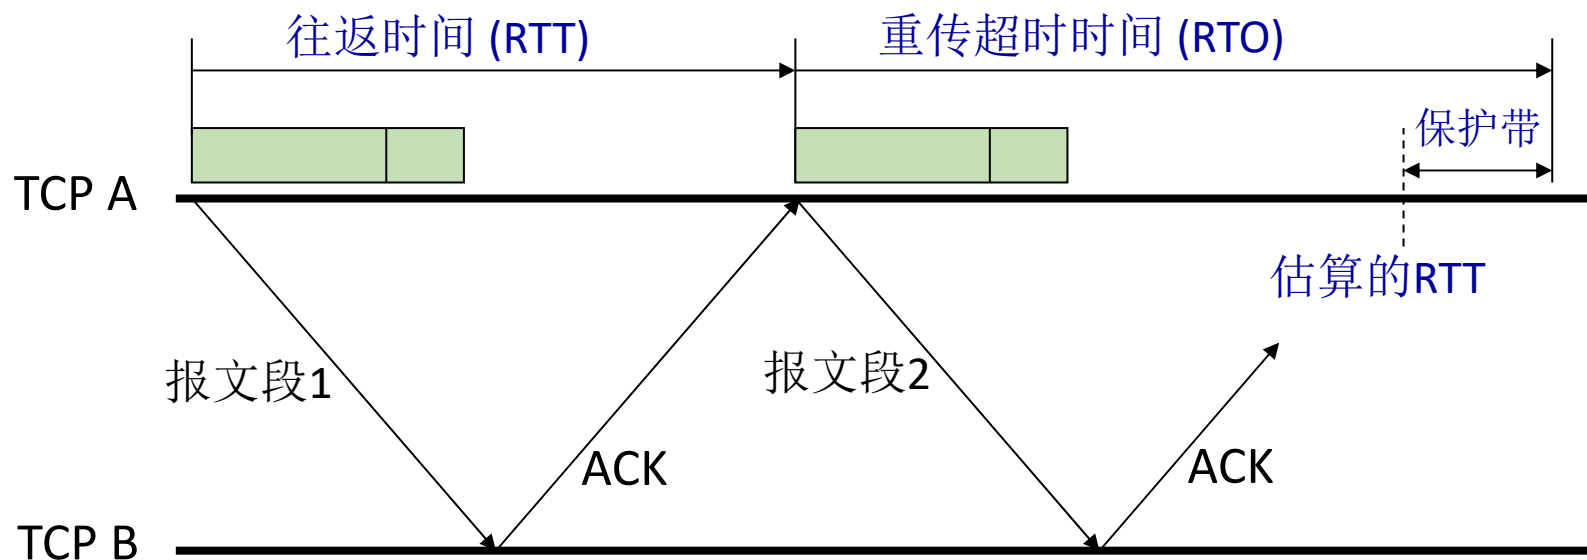 往返时间 (RTT)
重传超时时间 (RTO)
保护带
TCP A
估算的RTT
报文段1
报文段2
ACK
ACK
TCP B